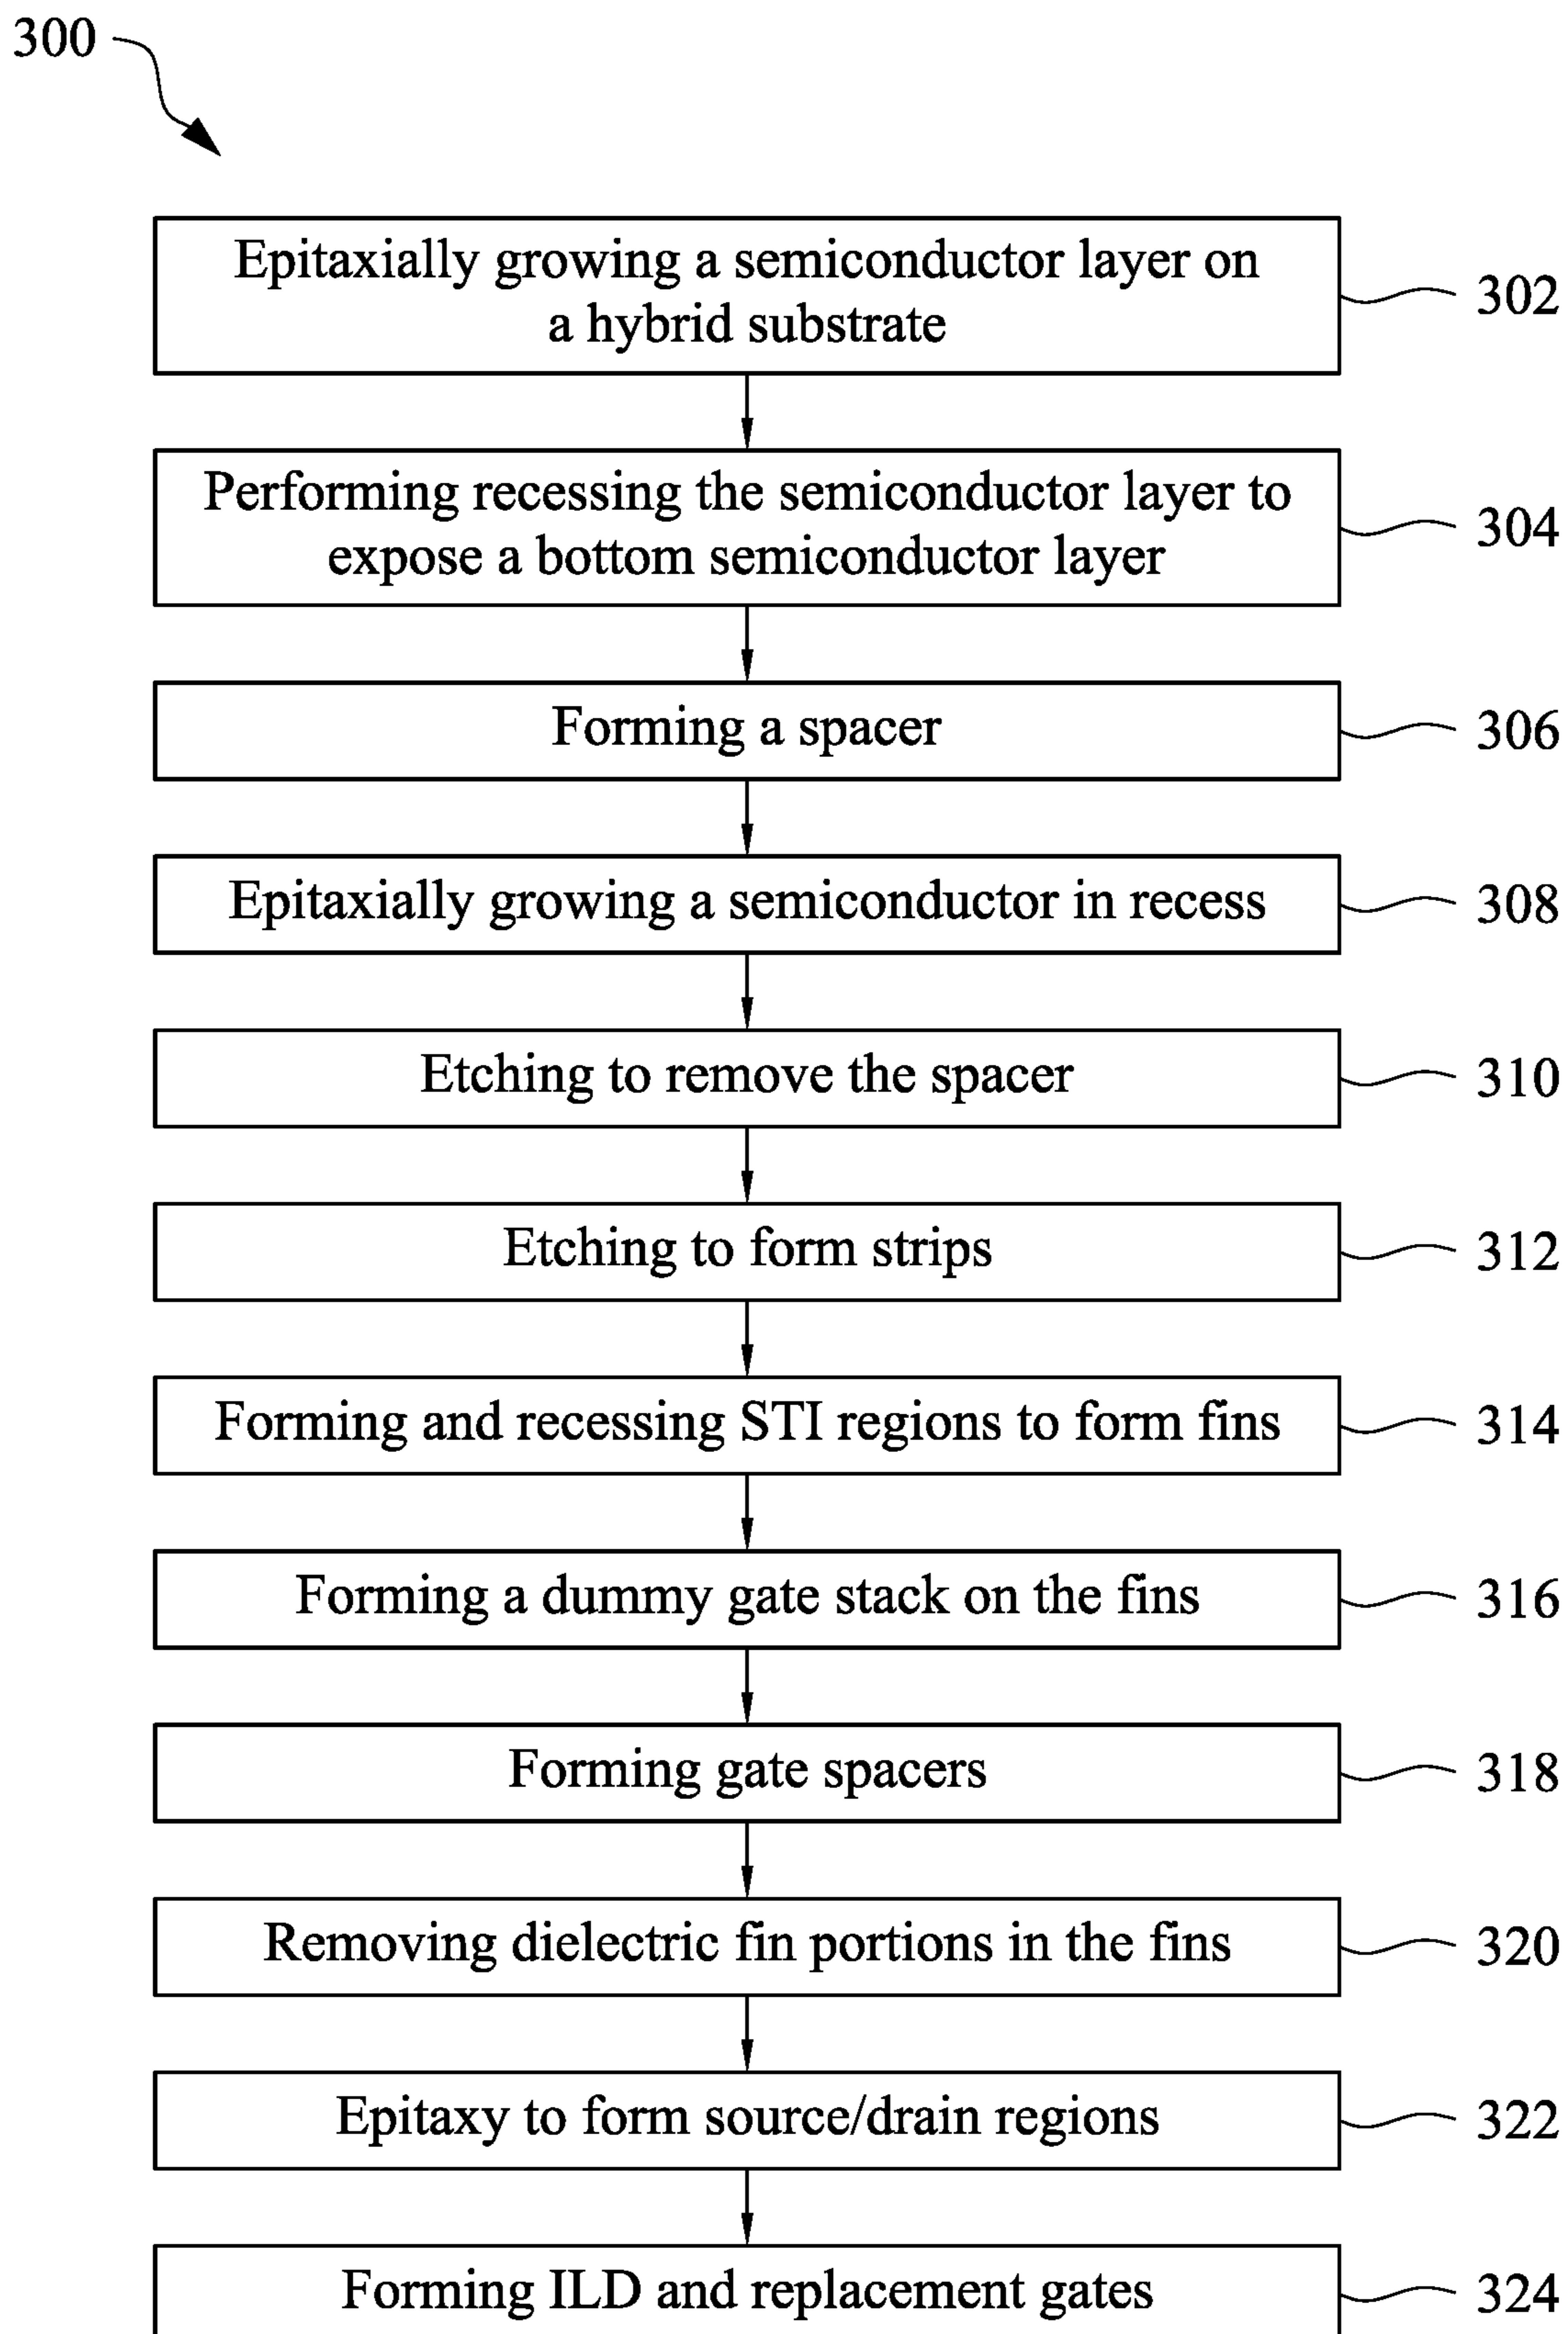 300
Epitaxially growing a semiconductor layer on
a hybrid substrate
302
Performing recessing the semiconductor layer to
expose a bottom semiconductor layer
304
Forming a spacer
306
Epitaxially growing a semiconductor in recess
308
Etching to remove the spacer
310
Etching to form strips
312
Forming and recessing STI regions to form fins
314
Forming a dummy gate stack on the fins
316
Forming gate spacers
318
Removing dielectric fin portions in the fins
320
Epitaxy to form source/drain regions
322
Forming ILD and replacement gates
324